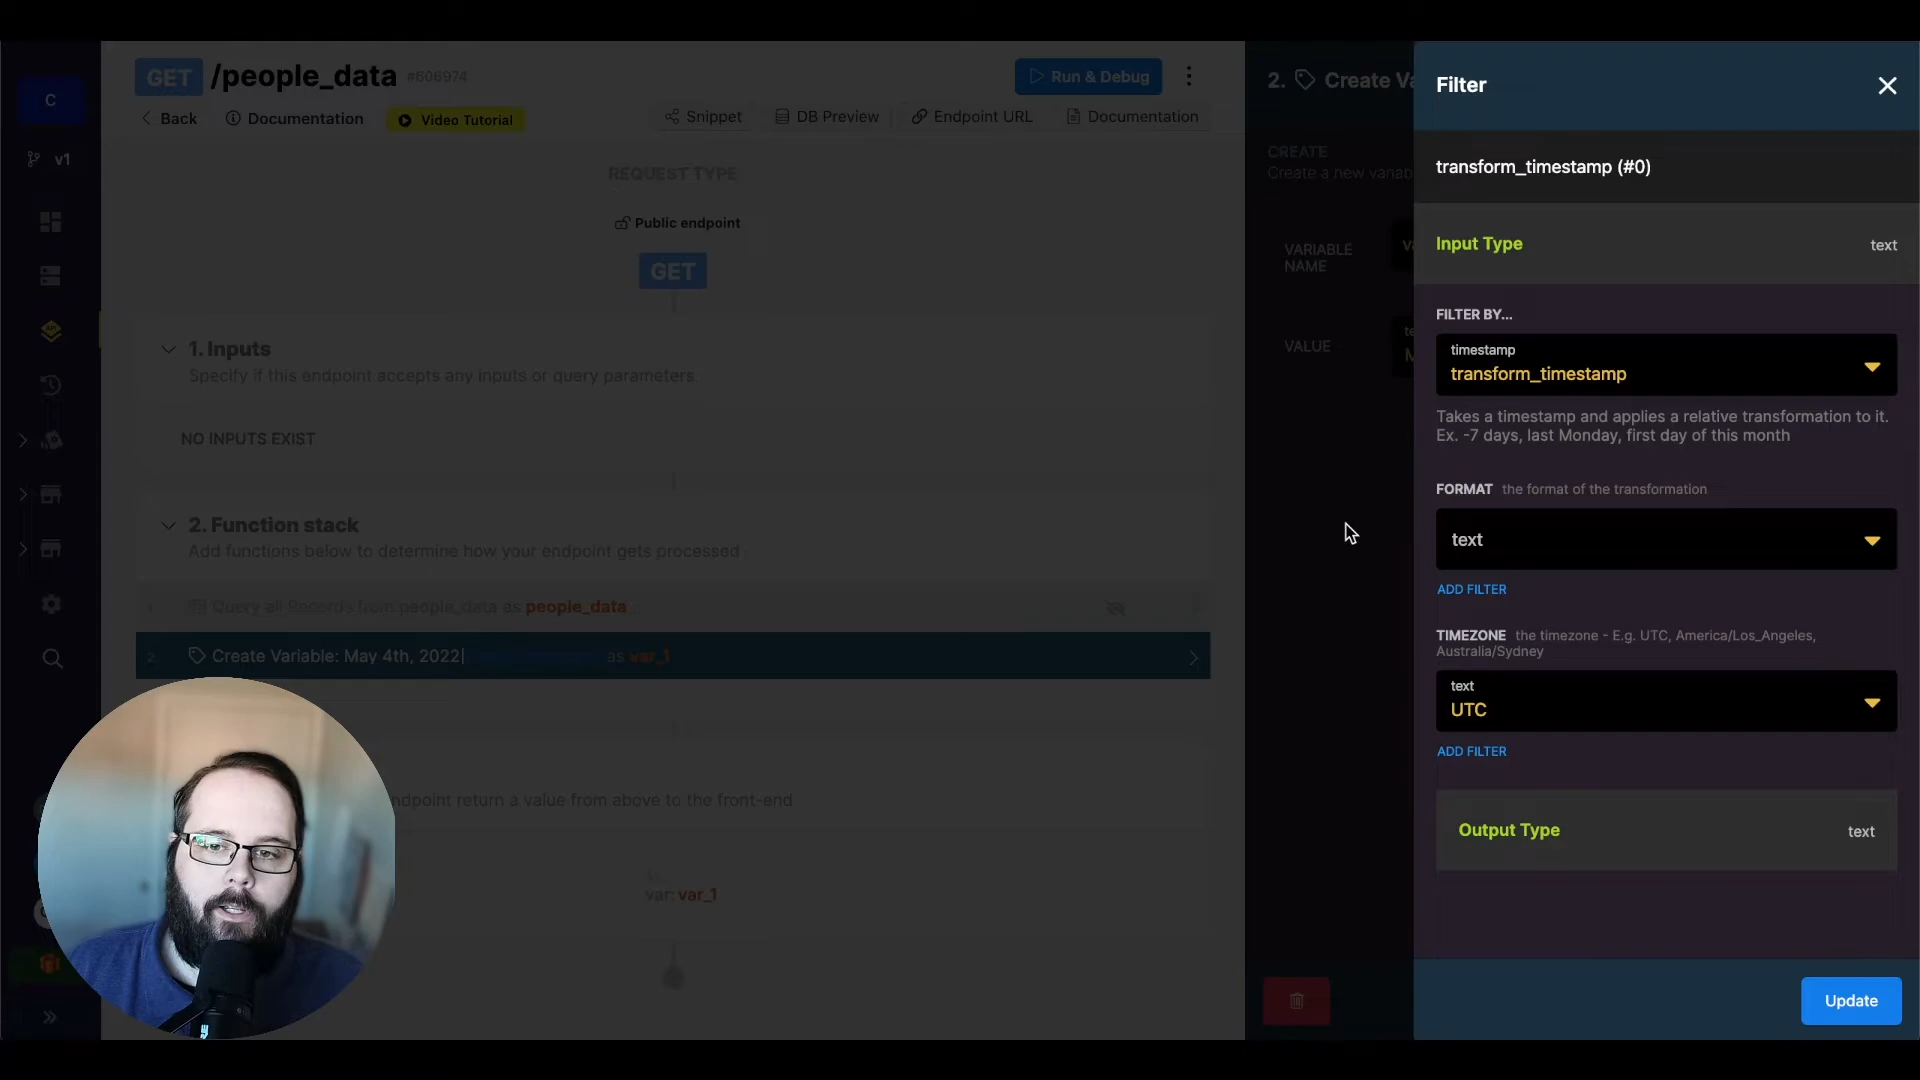 GET /people_data #606974
Run & Debug
Back
Documentation
Video Tutorial
Snippet
DB Preview
Endpoint URL
Documentation
C
v1
REQUEST TYPE
Public endpoint
GET
1. Inputs
Specify if this endpoint accepts any inputs or query parameters.
NO INPUTS EXIST
2. Function stack
Add functions below to determine how your endpoint gets processed
1. Query all Records from people_data as people_data
2. Create Variable: May 4th, 2022| as var_1
endpoint return a value from above to the front-end
var: var_1
2. Create Va
CREATE
Create a new variab
VARIABLE
NAME
VALUE
Filter
transform_timestamp (#0)
Input Type text
FILTER BY...
timestamp
transform_timestamp
Takes a timestamp and applies a relative transformation to it.
Ex. -7 days, last Monday, first day of this month
FORMAT the format of the transformation
text
ADD FILTER
TIMEZONE the timezone - E.g. UTC, America/Los_Angeles,
Australia/Sydney
text
UTC
ADD FILTER
Output Type text
Update